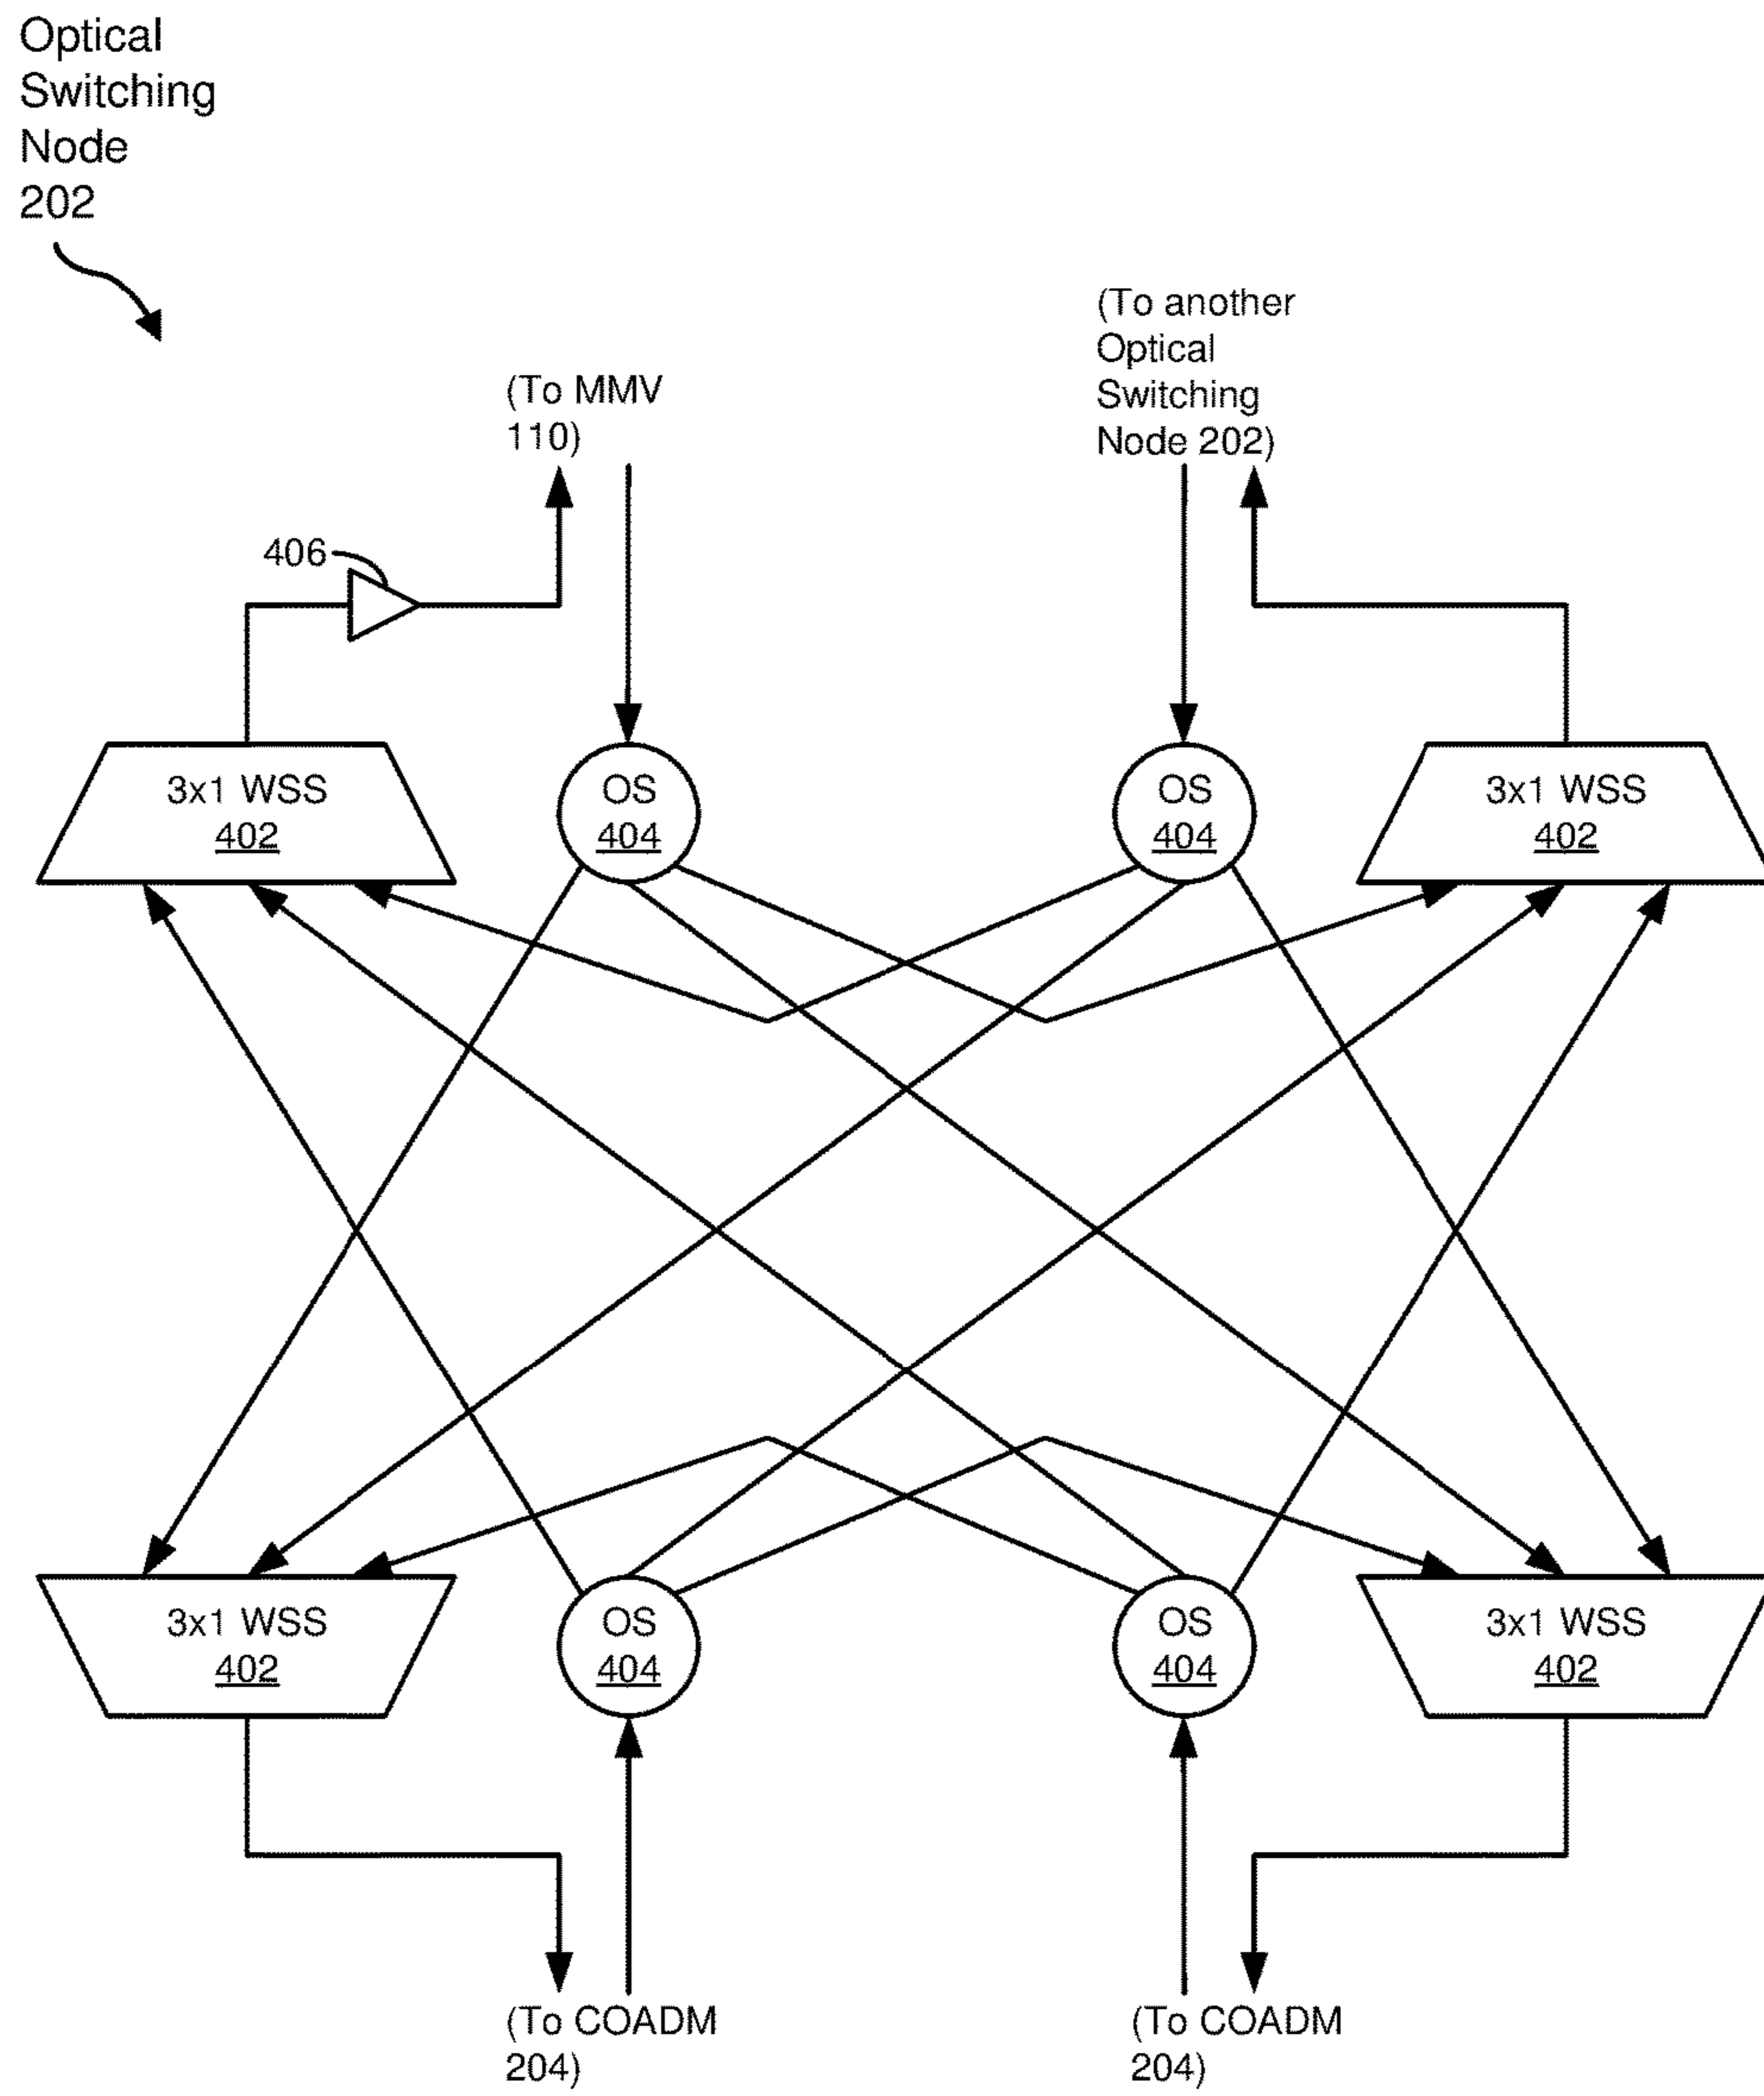 Optical
Switching
Node
202
(To another
Optical
Switching
Node 202)
(To MMV
110)
406
3x1 WSS
402
OS
404
OS
404
3x1 WSS
402
3x1 WSS
402
OS
404
OS
404
3x1 WSS
402
(To COADM
204)
(To COADM
204)